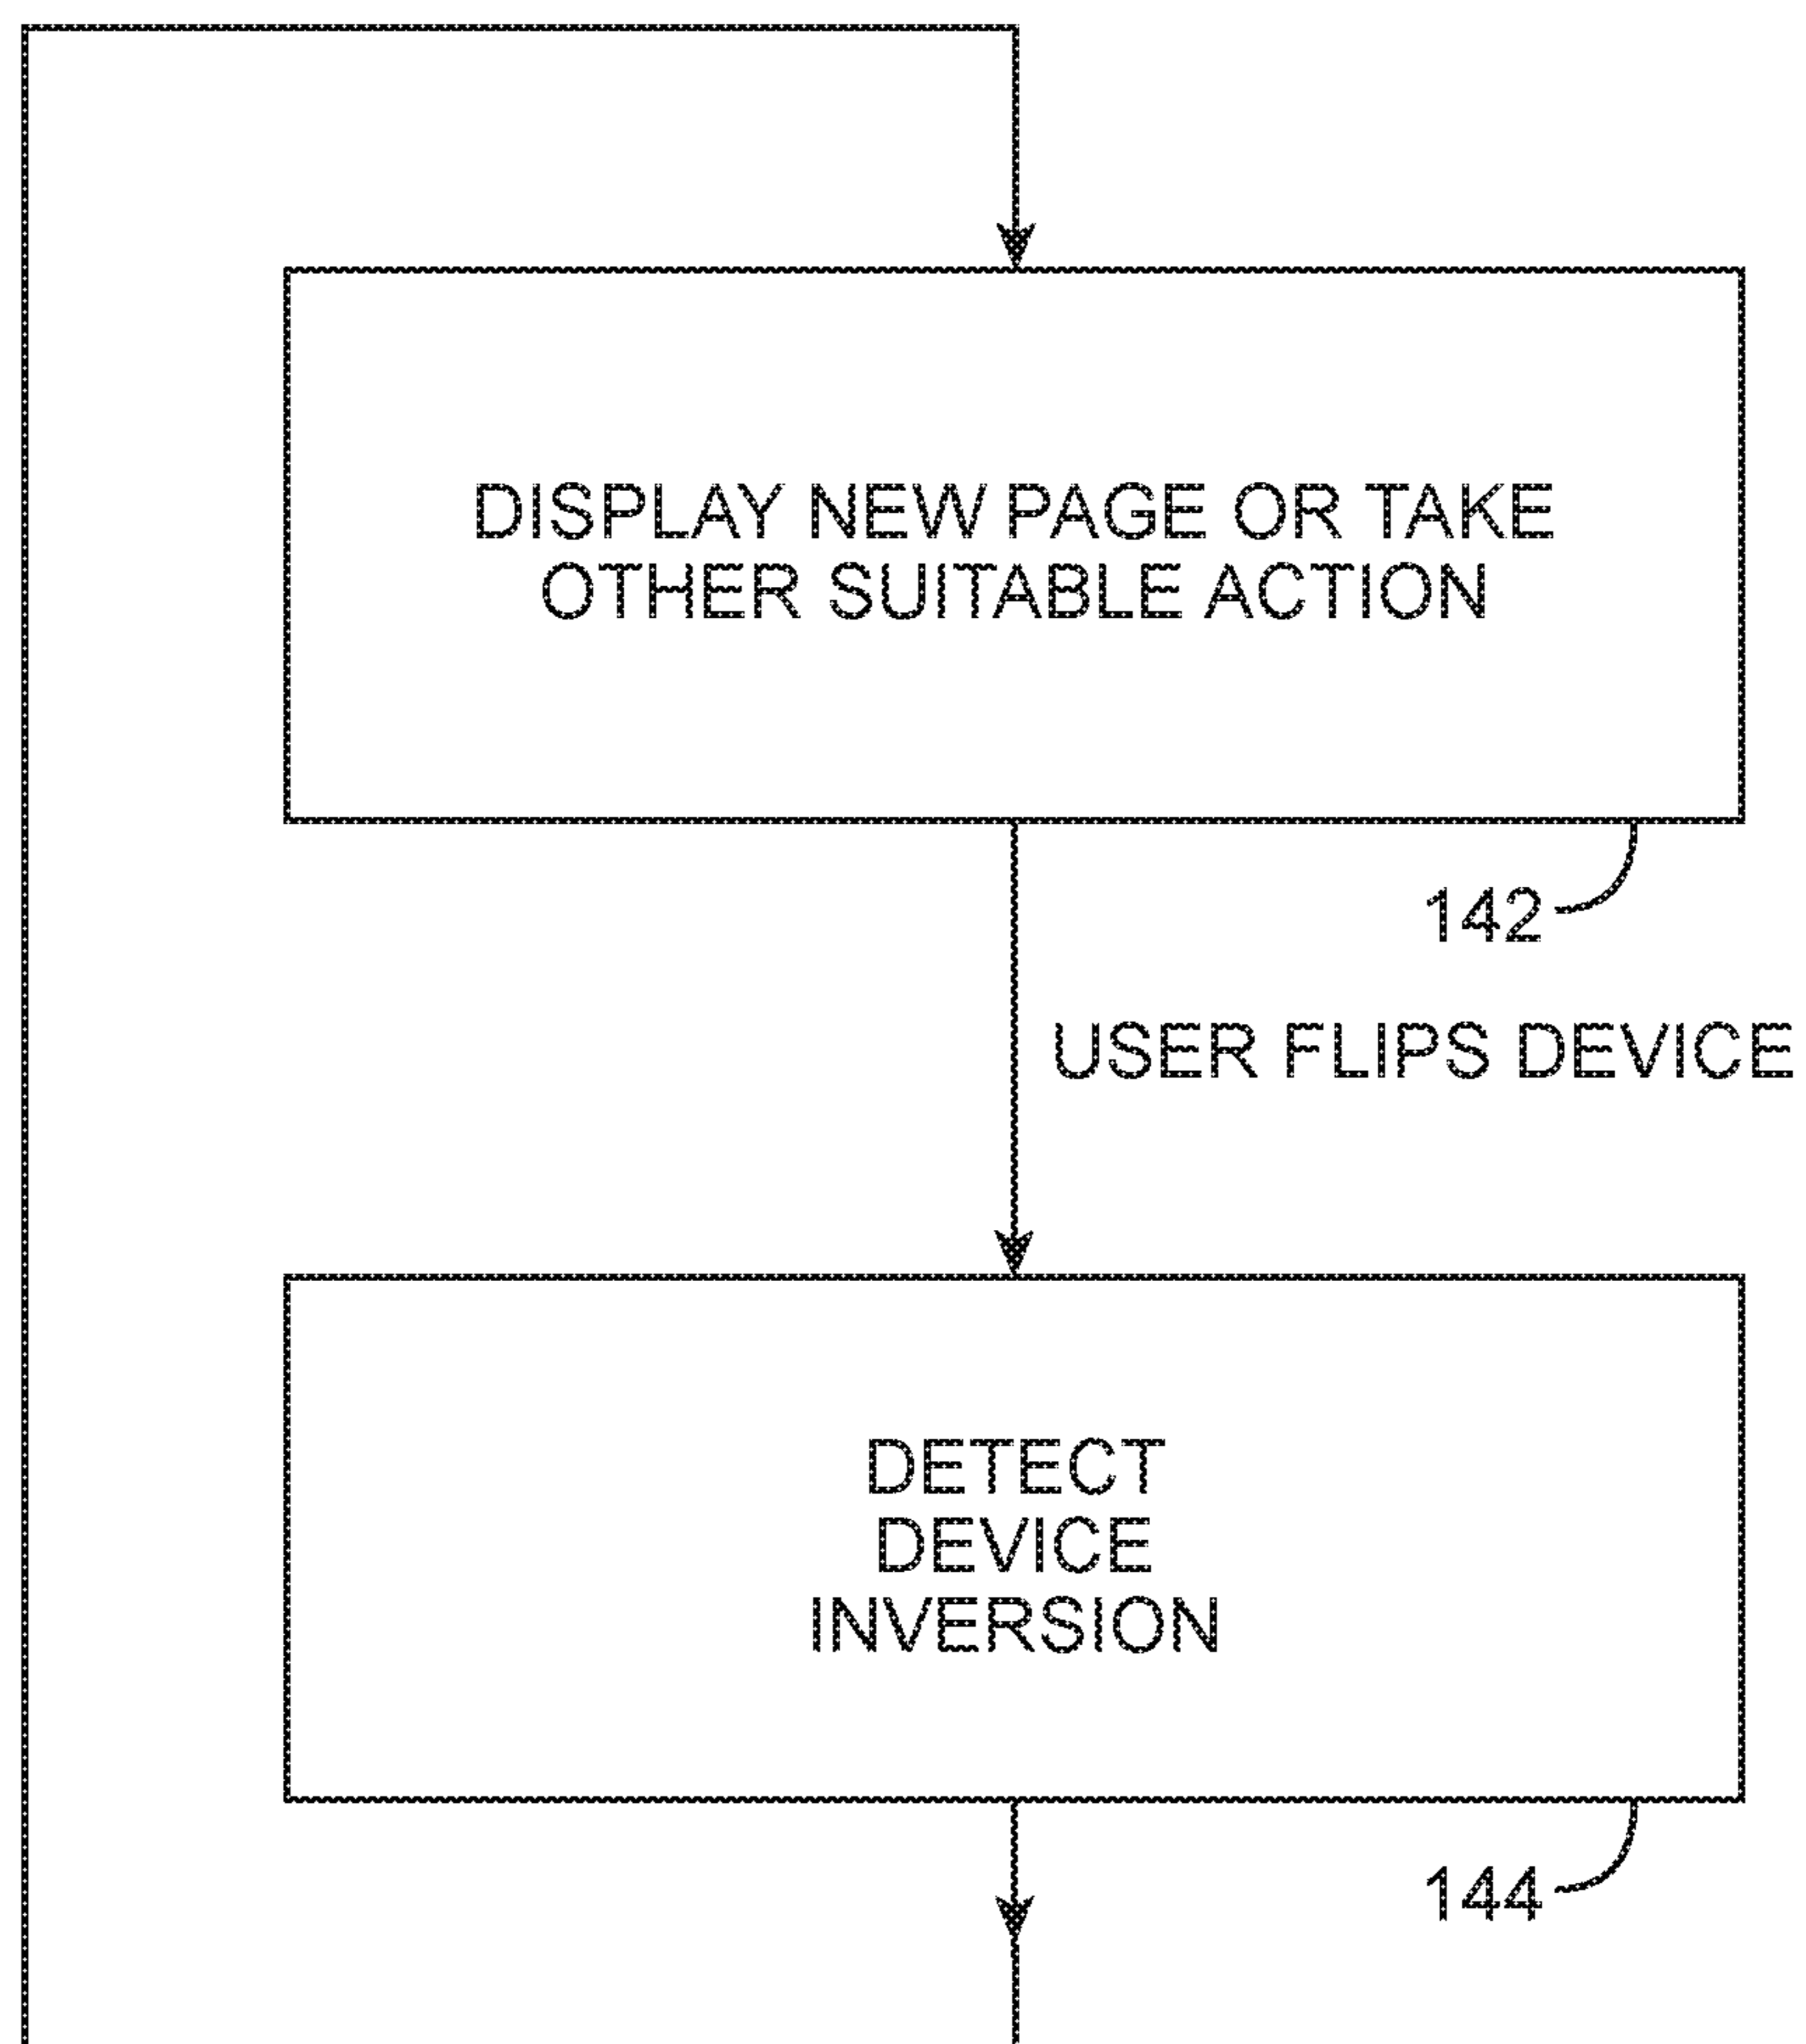 DISPLAY NEW PAGE OR TAKE
OTHER SUITABLE ACTION
142
USER FLIPS DEVICE
DETECT
DEVICE
INVERSION
144